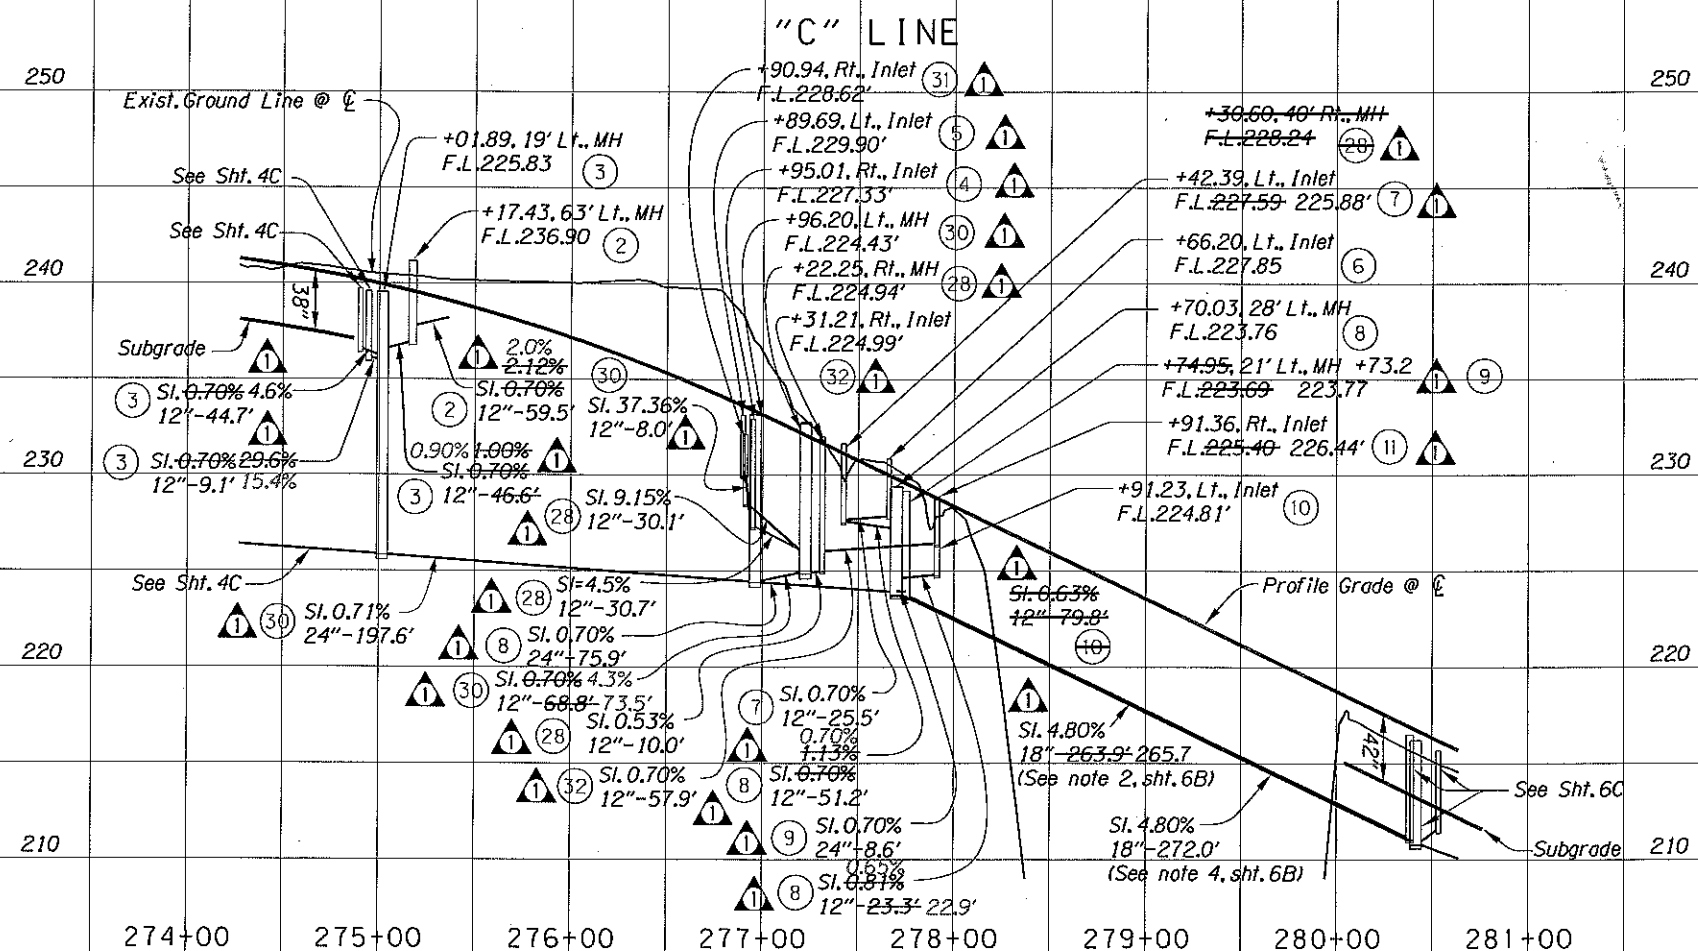 "C" LINE
250
250
Exist. Ground Line @ ℄
+90.94, Rt., Inlet 31 1
F.L.228.62'
+89.69, Lt., Inlet 5 1
F.L.229.90'
+95.01, Rt., Inlet 4 1
F.L.227.33'
+96.20, Rt., MH 30 1
F.L.224.43'
+22.25, Rt., MH 28 1
F.L.224.94'
+31.21, Rt., Inlet
F.L.224.99'
32 1
+30.60, 40' Rt., MH
F.L.228.24 28 1
+01.89, 19' Lt., MH
F.L.225.83 3
See Sht. 4C
+17.43, 63' Lt., MH
F.L.236.90 2
See Sht. 4C
+42.39, Lt., Inlet
F.L.227.59 225.88' 7 1
+66.20, Lt., Inlet
F.L.227.85 6
240
240
38"
+70.03, 28' Lt., MH
F.L.223.76 8
+74.95, 21' Lt., MH +73.2 1 9
F.L.223.69 223.77
+91.36, Rt., Inlet
F.L.225.40 226.44' 11 1
+91.23, Lt., Inlet 10
F.L.224.81'
Subgrade 1
3 Sl. 0.70% 4.6%
12"-44.7'
1
3 Sl. 0.70% 29.6%
12"-9.1' 15.4%
1 2.0%
2.12%
Sl. 0.70%
2 12"-59.5'
0.90% 1.00% 1
Sl. 0.70%
3 12"-46.6'
30
Sl. 37.36%
12"-8.0' 1
230
230
28 Sl. 9.15%
1 12"-30.1'
See Sht. 4C
1 30 Sl. 0.71%
24"-197.6'
1 28 Sl=4.5%
12"-30.7'
1 8 Sl. 0.70%
24"-75.9'
1 30 Sl. 0.70% 4.3%
12"-68.8' 73.5'
1 28 Sl. 0.53%
12"-10.0'
1 32 Sl. 0.70%
12"-57.9'
7 Sl. 0.70%
12"-25.5'
1
0.70%
1.13%
8 Sl. 0.70%
12"-51.2'
1
1 9 Sl. 0.70%
24"-8.6'
0.65%
1 8 Sl. 0.81%
12"-23.3' 22.9'
1
Sl. 0.63%
12"-79.8'
10
Profile Grade @ ℄
220
220
1
Sl. 4.80%
18"-263.9' 265.7
(See note 2, sht. 6B)
42"
See Sht. 6C
Sl. 4.80%
18"-272.0'
(See note 4, sht. 6B)
Subgrade
210
210
274+00 275+00 276+00 277+00 278+00 279+00 280+00 281+00